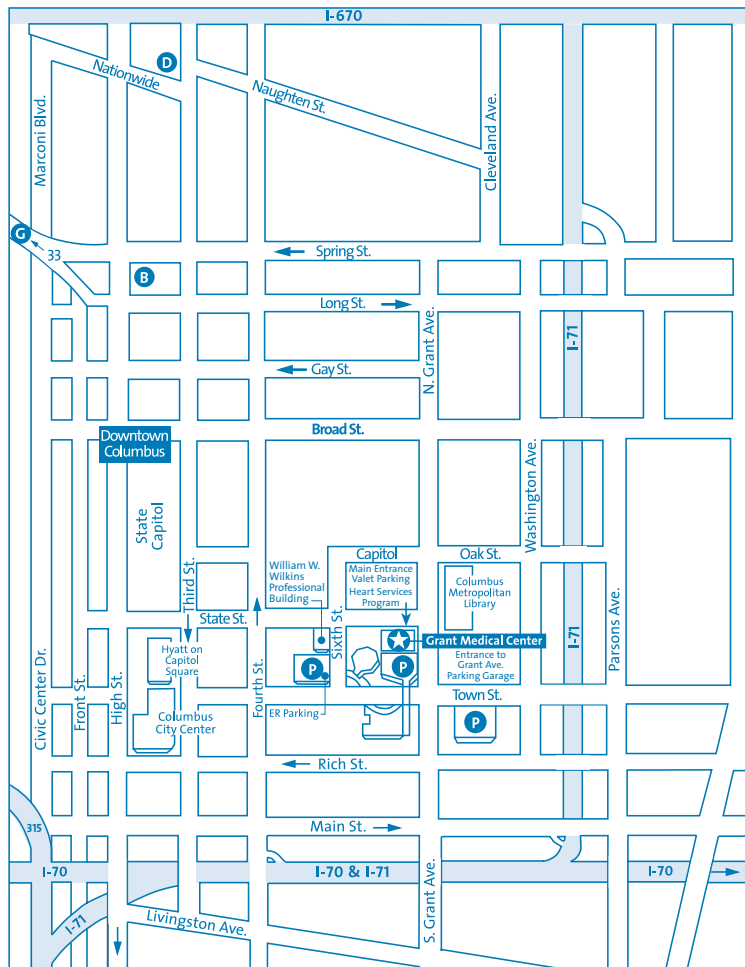 I-670
D
Nationwide
Naughten St.
Marconi Blvd.
Cleveland Ave.
G
33
B
Spring St.
Long St.
N. Grant Ave.
I-71
Gay St.
Broad St.
Downtown
Columbus
State
Capitol
Washington Ave.
Third St.
William W.
Wilkins
Professional
Building
Capitol
Main Entrance
Valet Parking
Heart Services
Program
Oak St.
Columbus
Metropolitan
Library
State St.
Sixth St.
Hyatt on
Capitol
Square
P
P
Grant Medical Center
Entrance to
Grant Ave.
Parking Garage
I-71
Parsons Ave.
Civic Center Dr.
Front St.
High St.
Fourth St.
Columbus
City Center
ER Parking
Town St.
P
Rich St.
Main St.
315
I-70
I-70 & I-71
I-70
I-71
Livingston Ave.
S. Grant Ave.